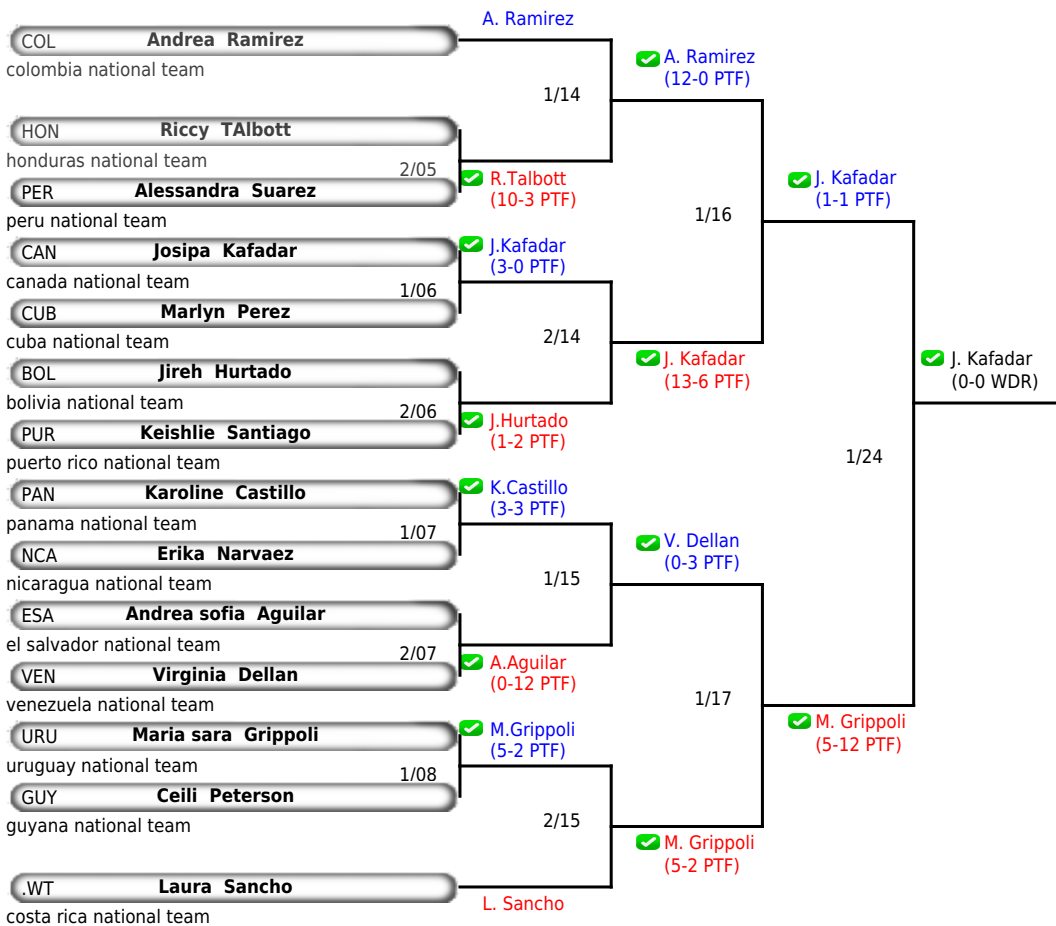 A. Ramirez
COL Andrea Ramirez
colombia national team
A. Ramirez
(12-0 PTF)
1/14
HON Riccy TAlbott
honduras national team
2/05
PER Alessandra Suarez
peru national team
R.Talbott
(10-3 PTF)
J. Kafadar
(1-1 PTF)
1/16
CAN Josipa Kafadar
canada national team
J.Kafadar
(3-0 PTF)
1/06
CUB Marlyn Perez
cuba national team
2/14
J. Kafadar
(13-6 PTF)
J. Kafadar
(0-0 WDR)
BOL Jireh Hurtado
bolivia national team
2/06
PUR Keishlie Santiago
puerto rico national team
J.Hurtado
(1-2 PTF)
1/24
PAN Karoline Castillo
panama national team
K.Castillo
(3-3 PTF)
1/07
NCA Erika Narvaez
nicaragua national team
V. Dellan
(0-3 PTF)
1/15
ESA Andrea sofia Aguilar
el salvador national team
2/07
VEN Virginia Dellan
venezuela national team
A.Aguilar
(0-12 PTF)
1/17
M. Grippoli
(5-12 PTF)
URU Maria sara Grippoli
uruguay national team
M.Grippoli
(5-2 PTF)
1/08
GUY Ceili Peterson
guyana national team
2/15
M. Grippoli
(5-2 PTF)
.WT Laura Sancho
costa rica national team
L. Sancho